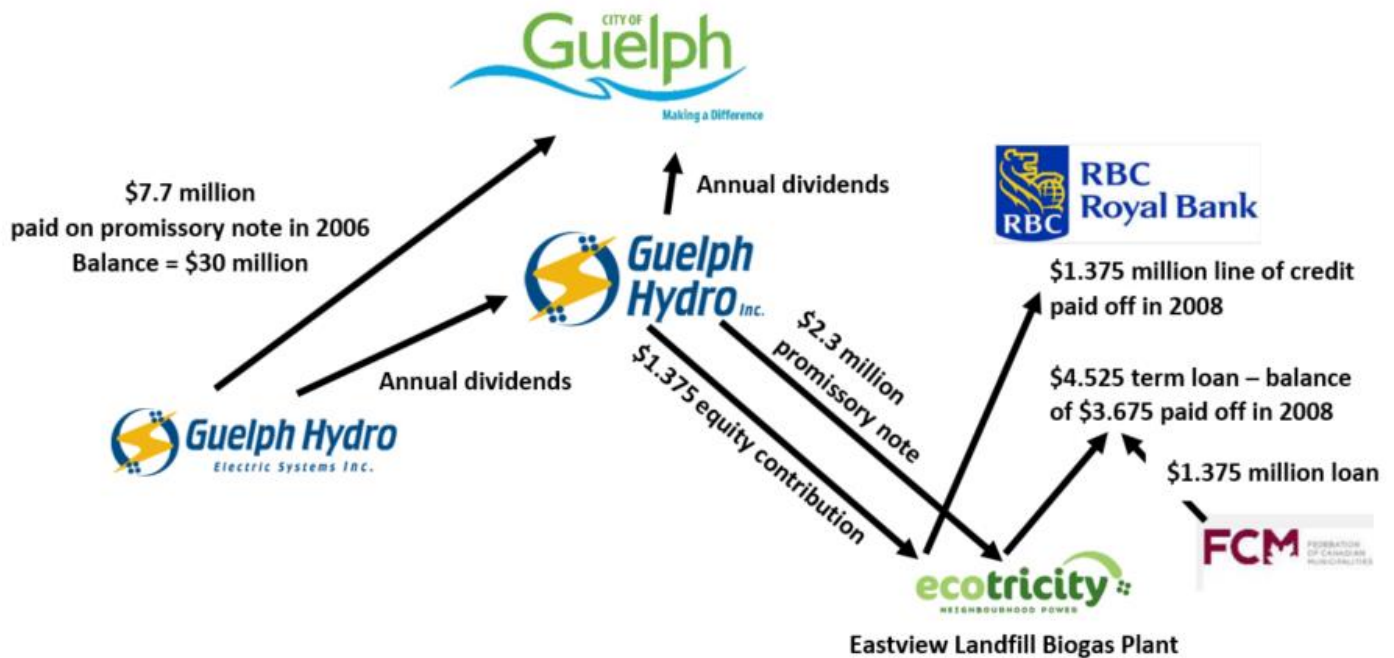 CITY OF
Guelph
Making a Difference
$7.7 million
paid on promissory note in 2006
Balance = $30 million
Annual dividends
RBC
RBC
Royal Bank
Guelph
Hydro Inc.
$1.375 million line of credit
paid off in 2008
$2.3 million
promissory note
$1.375 equity contribution
Annual dividends
$4.525 term loan – balance
of $3.675 paid off in 2008
Guelph Hydro
Electric Systems Inc.
$1.375 million loan
FCM
FEDERATION
OF CANADIAN
MUNICIPALITIES
ecotricity
NEIGHBOURHOOD POWER
Eastview Landfill Biogas Plant